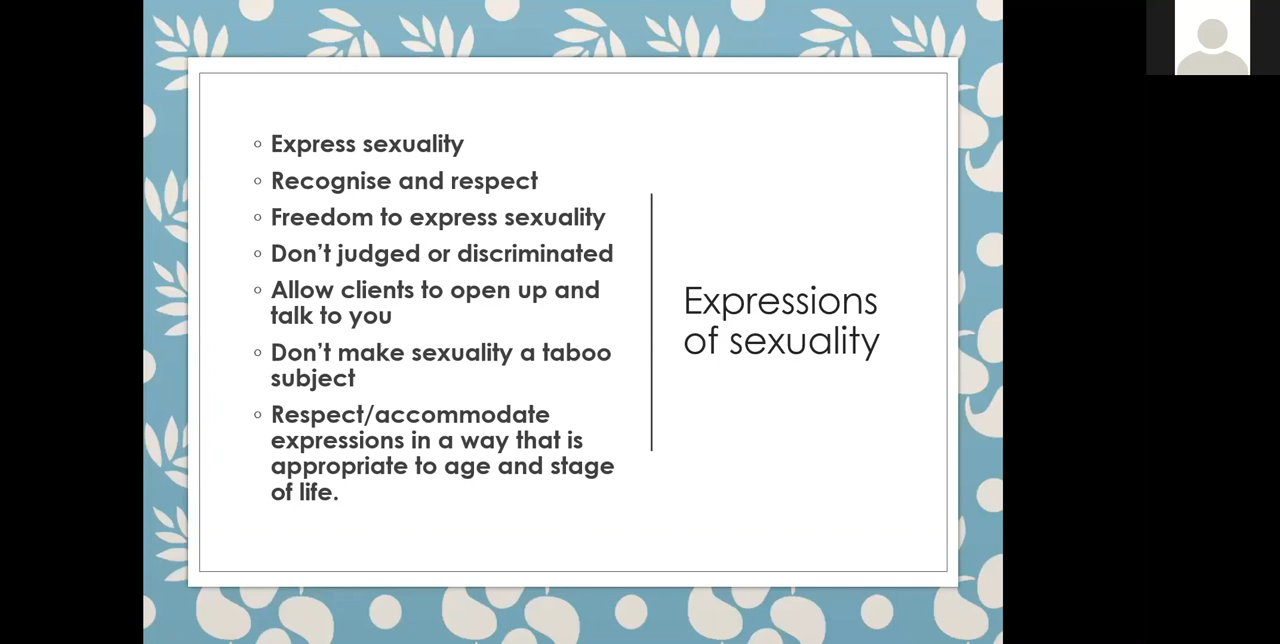 Express sexuality
Recognise and respect
Freedom to express sexuality
Don’t judged or discriminated
Allow clients to open up and
talk to you
Don’t make sexuality a taboo
subject
Respect/accommodate
expressions in a way that is
appropriate to age and stage
of life.
Expressions
of sexuality